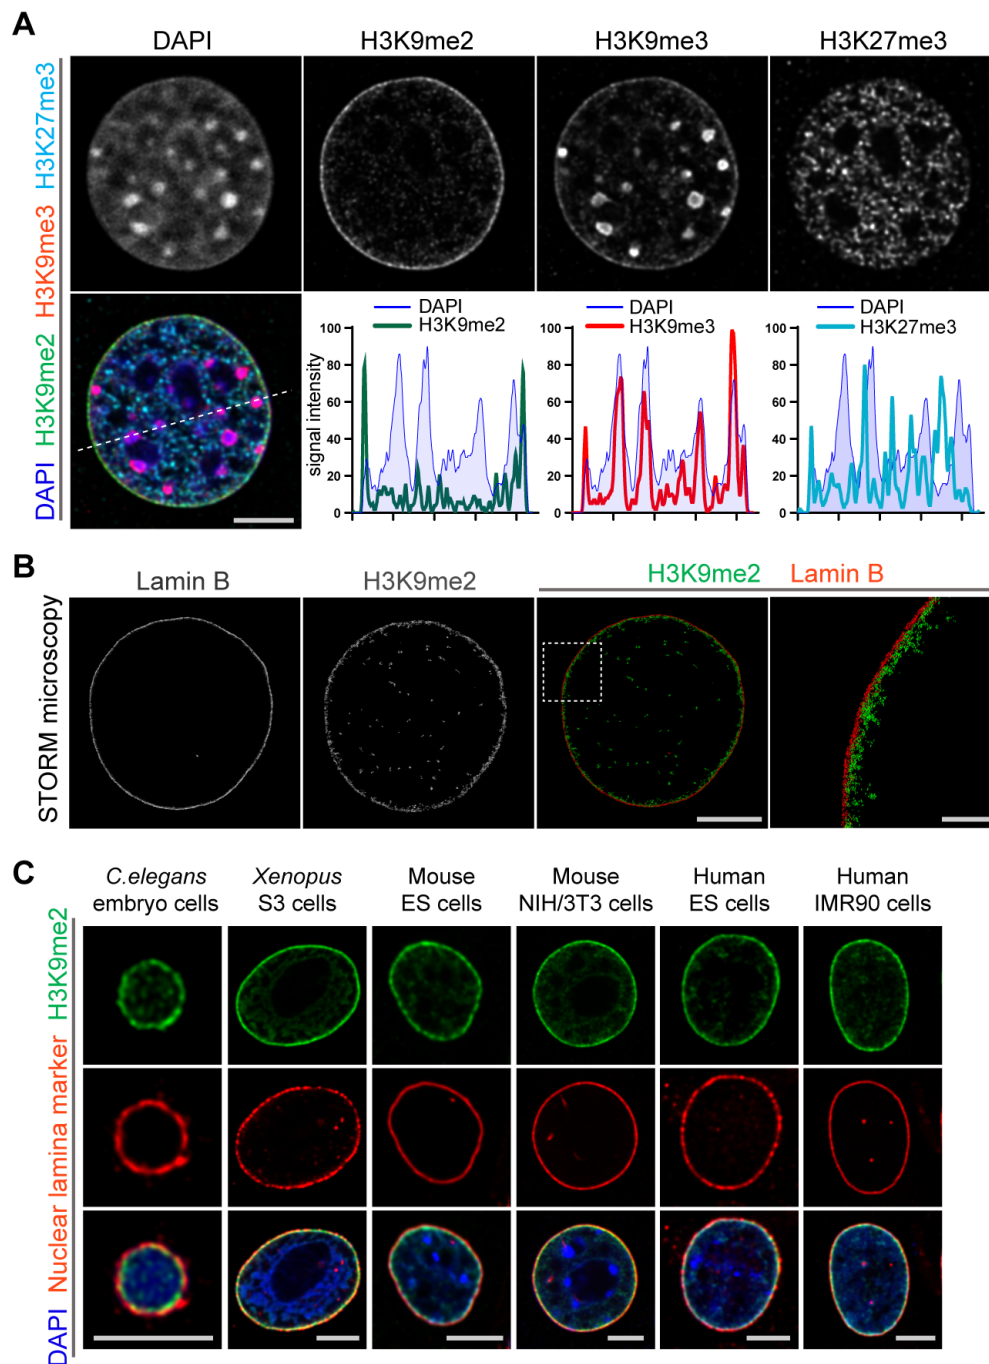 A
DAPI
H3K9me2
H3K9me3
H3K27me3
DAPI H3K9me2 H3K9me3 H3K27me3
DAPI
H3K9me2
DAPI
H3K9me3
DAPI
H3K27me3
signal intensity
100
80
60
40
20
0
100
80
60
40
20
0
100
80
60
40
20
0
B
Lamin B
H3K9me2
H3K9me2 Lamin B
STORM microscopy
C
C.elegans
embryo cells
Xenopus
S3 cells
Mouse
ES cells
Mouse
NIH/3T3 cells
Human
ES cells
Human
IMR90 cells
DAPI Nuclear lamina marker H3K9me2